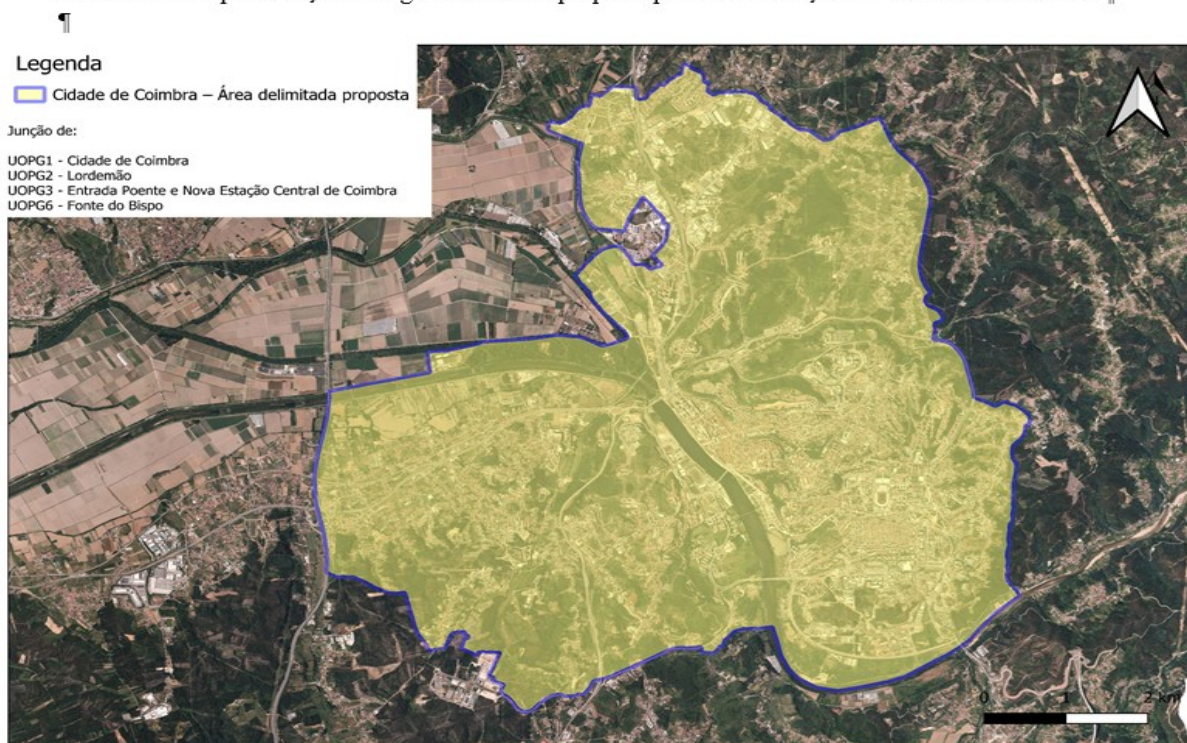 ¶
Legenda
Cidade de Coimbra – Área delimitada proposta
Junção de:
UOPG1 - Cidade de Coimbra
UOPG2 - Lordemão
UOPG3 - Entrada Poente e Nova Estação Central de Coimbra
UOPG6 - Fonte do Bispo
0 1 2 km